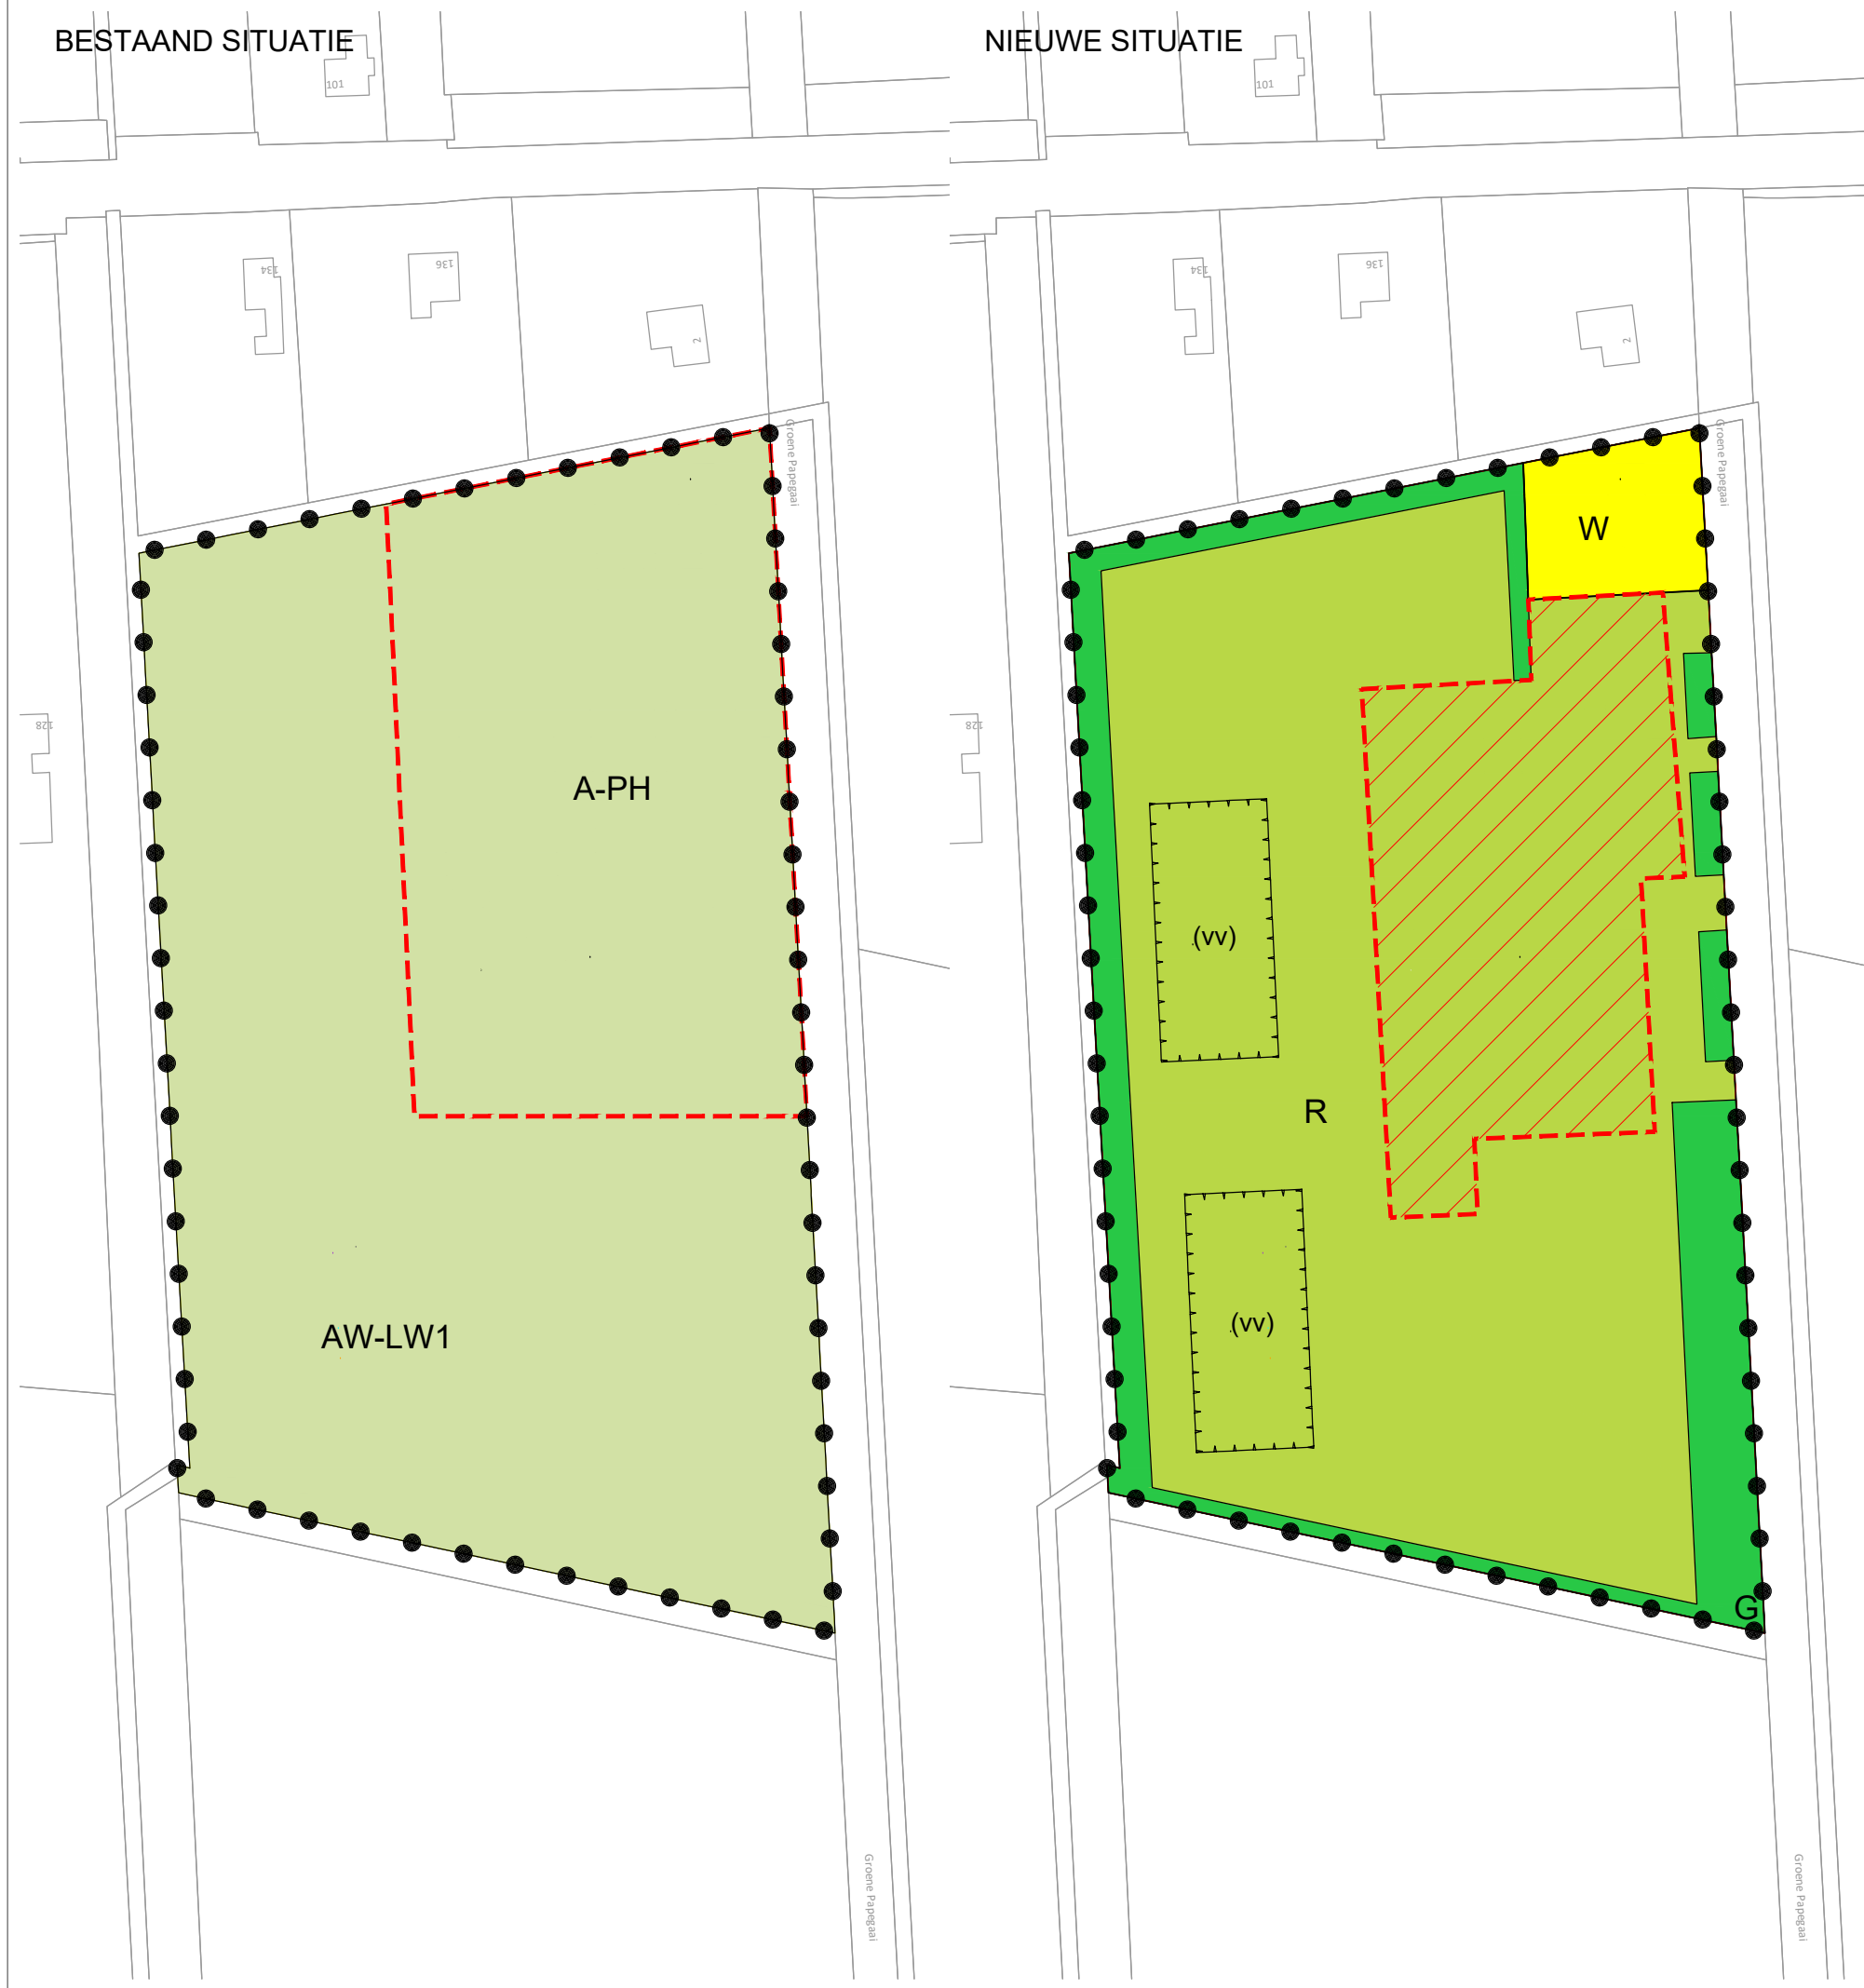 BESTAAND SITUATIE
101
134
136
2
Groene Papegaai
128
A-PH
AW-LW1
Groene Papegaai
NIEUWE SITUATIE
101
134
136
2
Groene Papegaai
W
128
(vv)
R
(vv)
G
Groene Papegaai